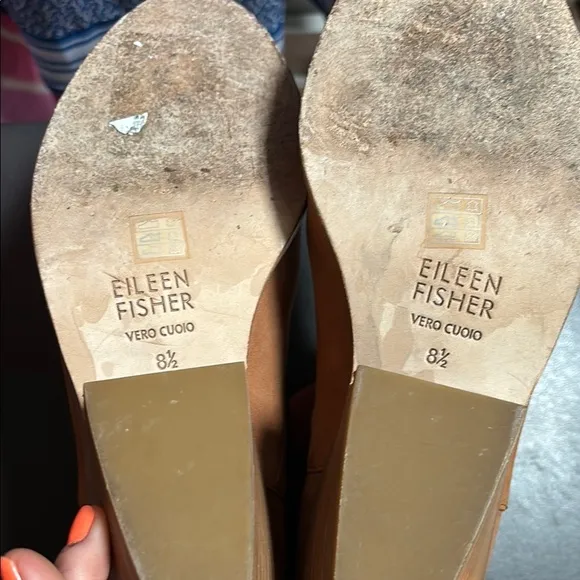 EILEEN
FISHER
VERO CUOIO
8½
EILEEN
FISHER
VERO CUOIO
8½